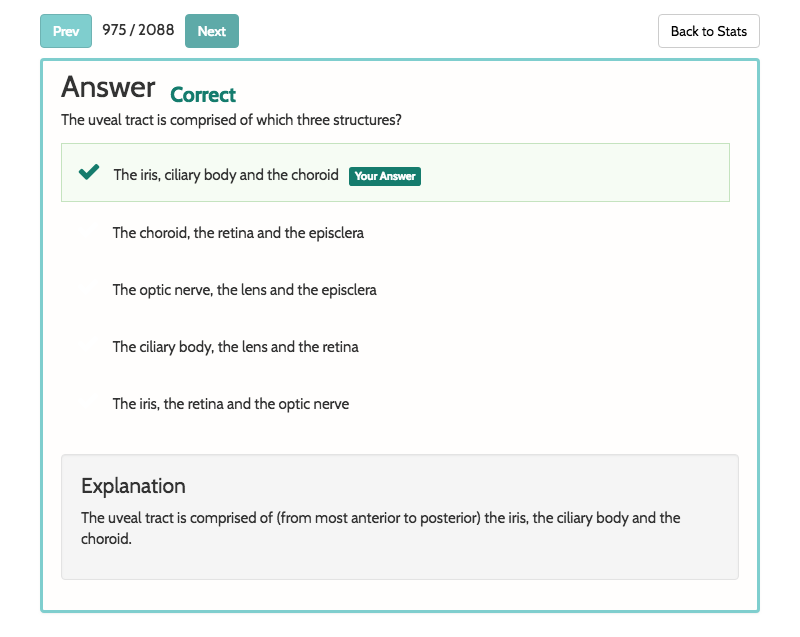 Prev 975 / 2088 Next Back to Stats
Answer Correct
The uveal tract is comprised of which three structures?
The iris, ciliary body and the choroid Your Answer
The choroid, the retina and the episclera
The optic nerve, the lens and the episclera
The ciliary body, the lens and the retina
The iris, the retina and the optic nerve
Explanation
The uveal tract is comprised of (from most anterior to posterior) the iris, the ciliary body and the
choroid.